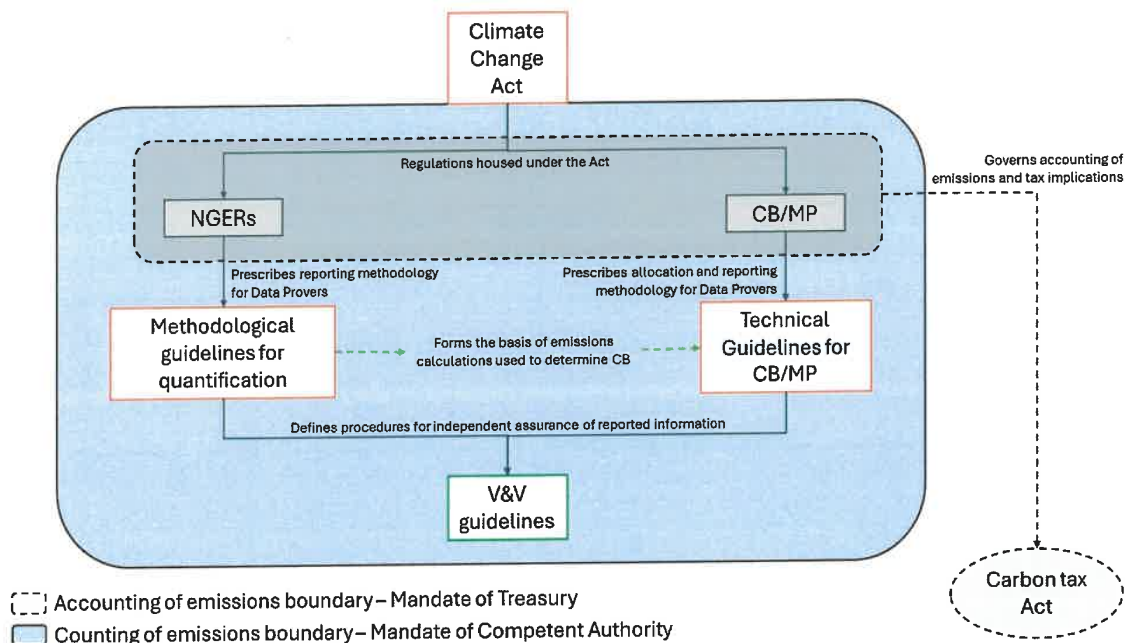 Climate
Change
Act
Regulations housed under the Act
Governs accounting of
emissions and tax implications
NGERs
CB/MP
Prescribes reporting methodology
for Data Provers
Prescribes allocation and reporting
methodology for Data Provers
Methodological
guidelines for
quantification
Forms the basis of emissions
calculations used to determine CB
Technical
Guidelines for
CB/MP
Defines procedures for independent assurance of reported information
V&V
guidelines
Carbon tax
Act
Accounting of emissions boundary – Mandate of Treasury
Counting of emissions boundary – Mandate of Competent Authority